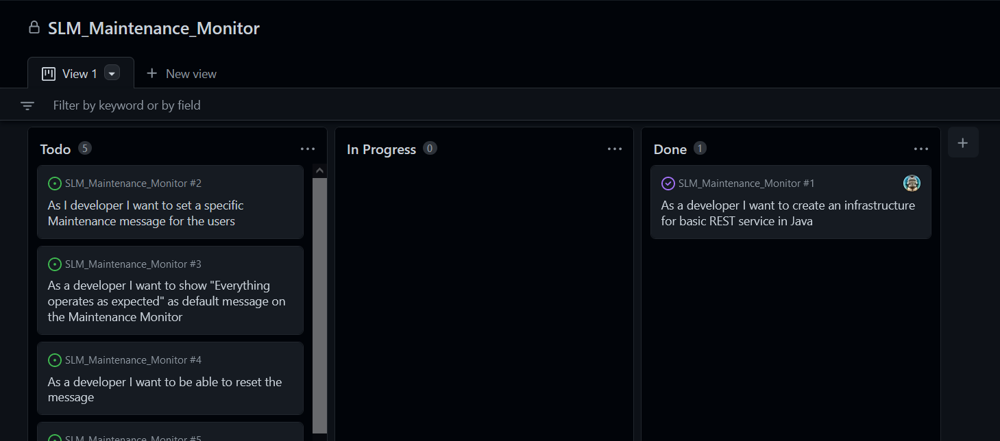 SLM_Maintenance_Monitor
View 1
New view
Filter by keyword or by field
Todo 5
SLM_Maintenance_Monitor #2
As I developer I want to set a specific
Maintenance message for the users
SLM_Maintenance_Monitor #3
As a developer I want to show "Everything
operates as expected" as default message on
the Maintenance Monitor
SLM_Maintenance_Monitor #4
As a developer I want to be able to reset the
message
SLM_Maintenance_Monitor #5
In Progress 0
Done 1
SLM_Maintenance_Monitor #1
As a developer I want to create an infrastructure
for basic REST service in Java